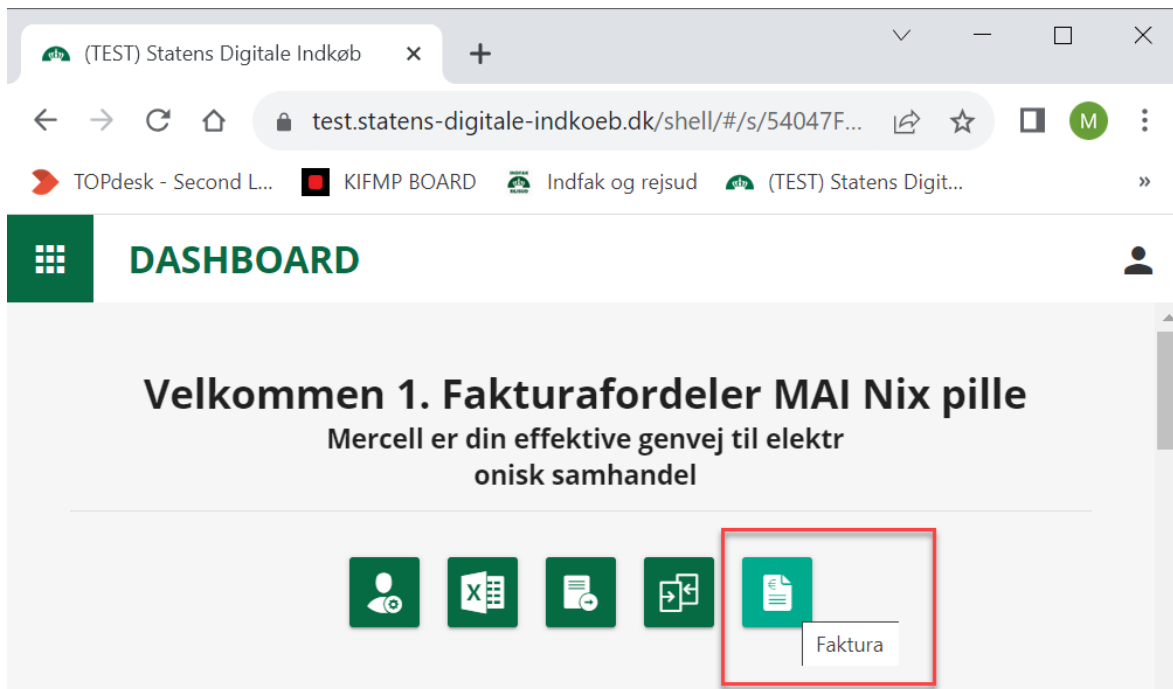 (TEST) Statens Digitale Indkøb
test.statens-digitale-indkoeb.dk/shell/#/s/54047F...
M
TOPdesk - Second L...
KIFMP BOARD
INDFAK
REJSUD
Indfak og rejsud
(TEST) Statens Digit...
»
DASHBOARD
Velkommen 1. Fakturafordeler MAI Nix pille
Mercell er din effektive genvej til elektr
onisk samhandel
X
€
Faktura